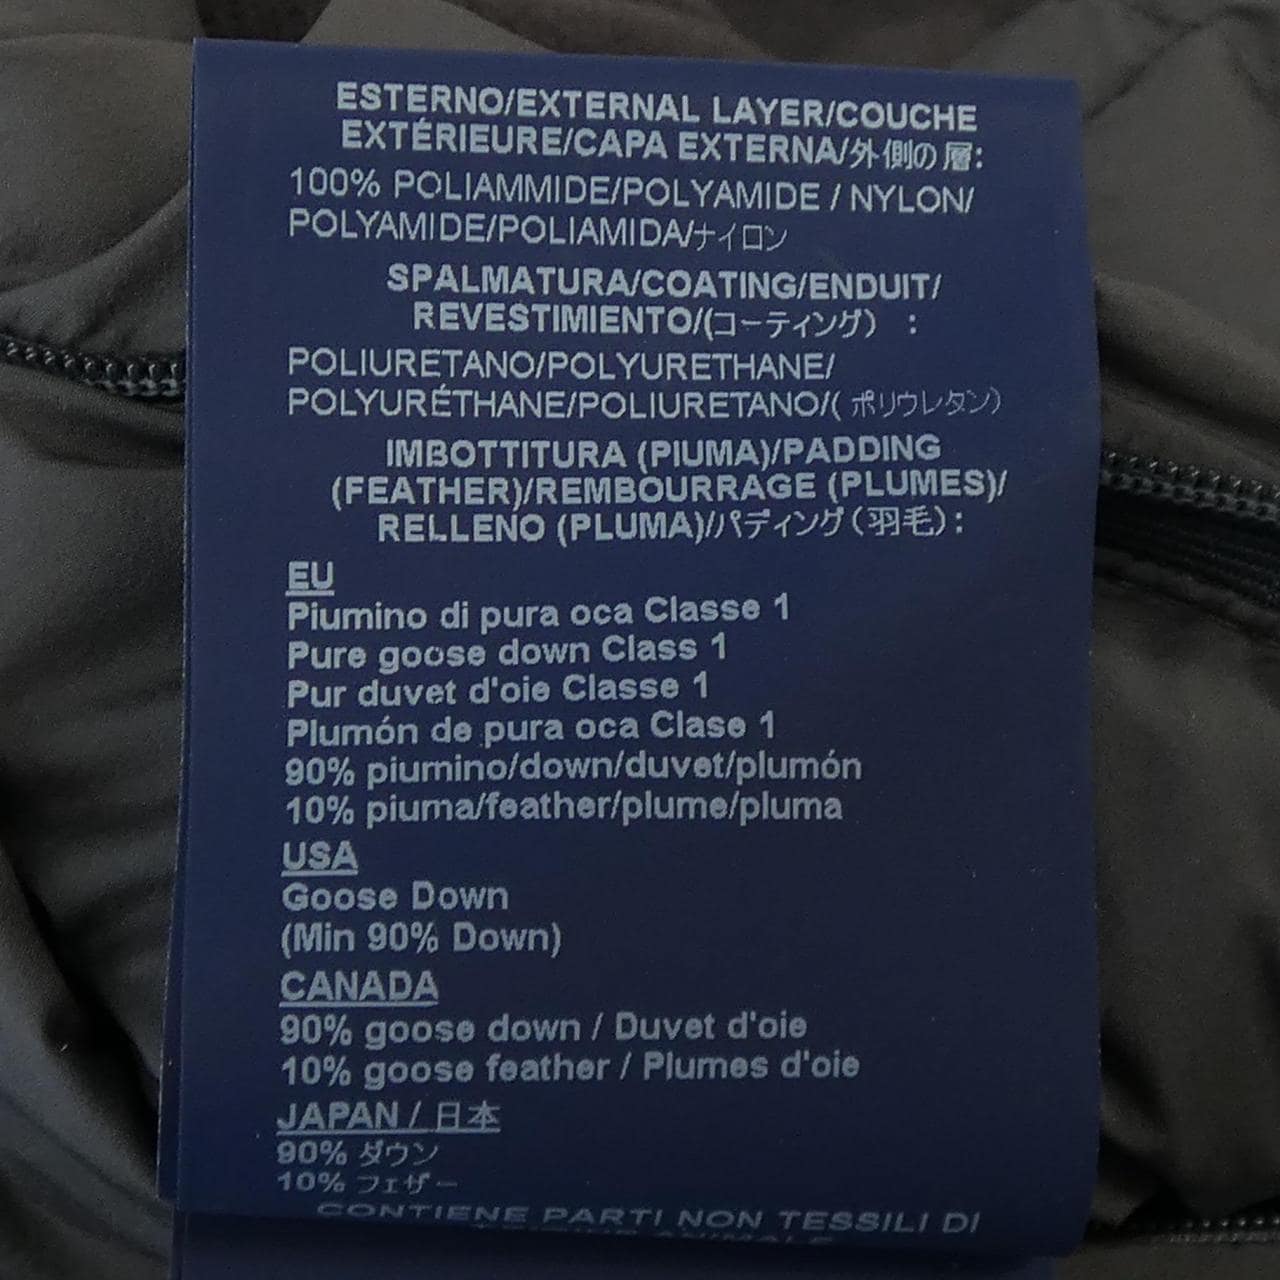 ESTERNO/EXTERNAL LAYER/COUCHE
EXTÉRIEURE/CAPA EXTERNA/外側の層:
100% POLIAMMIDE/POLYAMIDE / NYLON/
POLYAMIDE/POLIAMIDA/ナイロン
SPALMATURA/COATING/ENDUIT/
REVESTIMIENTO/(コーティング) :
POLIURETANO/POLYURETHANE/
POLYURÉTHANE/POLIURETANO/( ポリウレタン)
IMBOTTITURA (PIUMA)/PADDING
(FEATHER)/REMBOURRAGE (PLUMES)/
RELLENO (PLUMA)/パディング(羽毛):
EU
Piumino di pura oca Classe 1
Pure goose down Class 1
Pur duvet d'oie Classe 1
Plumón de pura oca Clase 1
90% piumino/down/duvet/plumón
10% piuma/feather/plume/pluma
USA
Goose Down
(Min 90% Down)
CANADA
90% goose down / Duvet d'oie
10% goose feather / Plumes d'oie
JAPAN / 日本
90% ダウン
10% フェザー
CONTIENE PARTI NON TESSILI DI